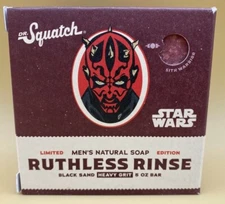 DR. Squatch
SITH WARRIOR
STAR
WARS
LIMITED MEN'S NATURAL SOAP EDITION
RUTHLESS RINSE
BLACK SAND HEAVY GRIT 5 OZ BAR